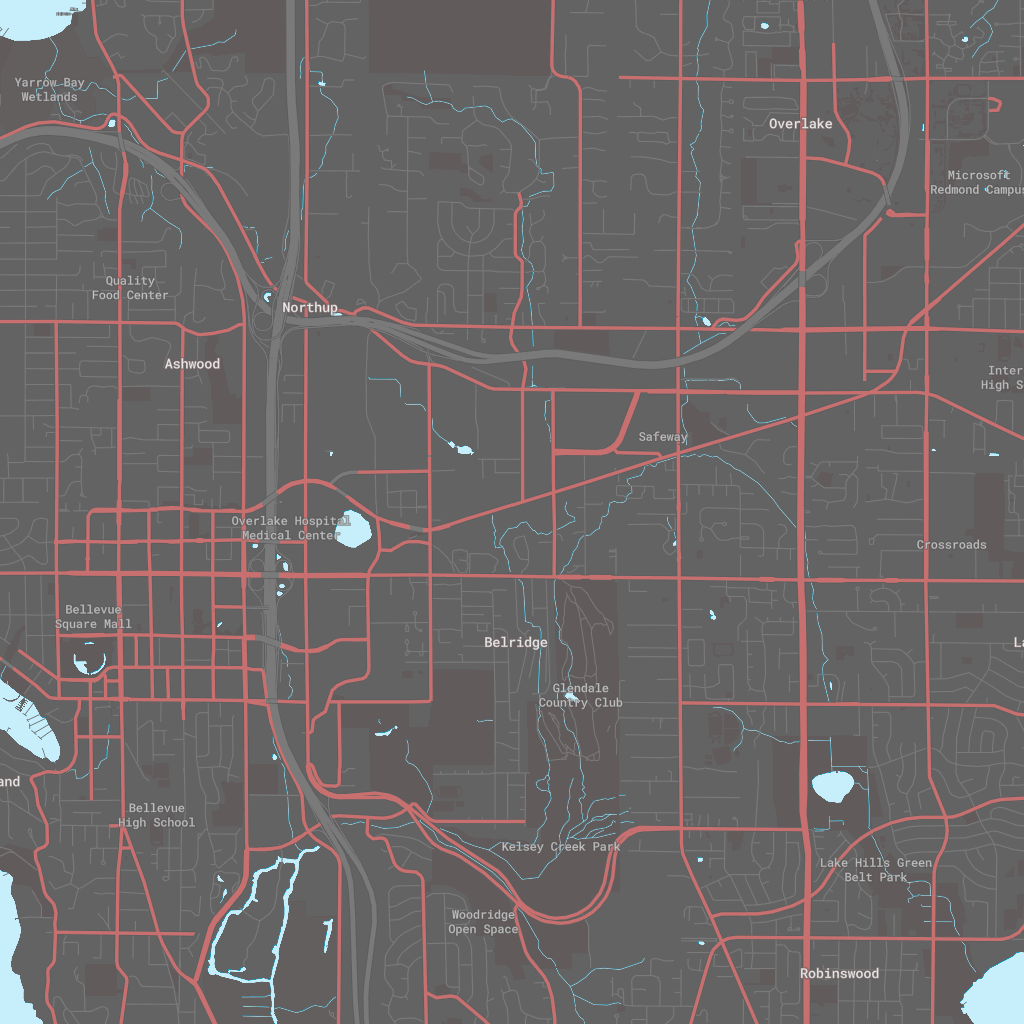 Yarrow Bay
Wetlands
Overlake
Microsoft
Redmond Campus
Quality
Food Center
Northup
Ashwood
Inter
High S
Safeway
Overlake Hospital
Medical Center
Crossroads
Bellevue
Square Mall
Belridge
La
Glendale
Country Club
and
Bellevue
High School
Kelsey Creek Park
Lake Hills Green
Belt Park
Woodridge
Open Space
Robinswood